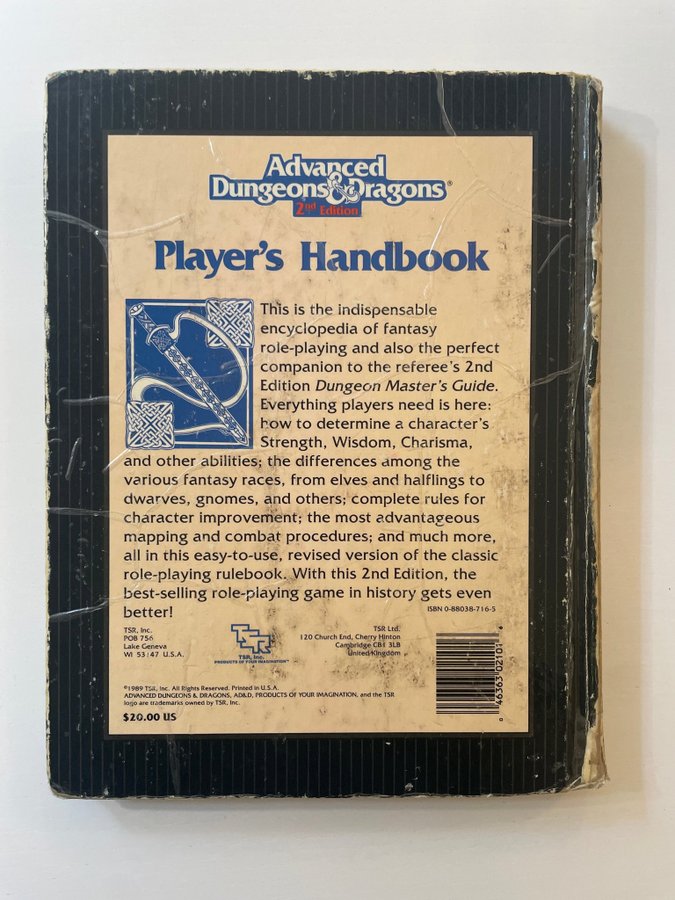 Advanced
Dungeons & Dragons®
2nd Edition
Player's Handbook
This is the indispensable
encyclopedia of fantasy
role-playing and also the perfect
companion to the referee's 2nd
Edition Dungeon Master's Guide.
Everything players need is here:
how to determine a character's
Strength, Wisdom, Charisma,
and other abilities; the differences among the
various fantasy races, from elves and halflings to
dwarves, gnomes, and others; complete rules for
character improvement; the most advantageous
mapping and combat procedures; and much more,
all in this easy-to-use, revised version of the classic
role-playing rulebook. With this 2nd Edition, the
best-selling role-playing game in history gets even
better!
ISBN 0-88038-716-5
TSR, Inc.
POB 756
Lake Geneva
WI 53147 U.S.A.
TSR, Inc.
PRODUCTS OF YOUR IMAGINATION™
TSR Ltd.
120 Church End, Cherry Hinton
Cambridge CB1 3LB
United Kingdom
©1989 TSR, Inc. All Rights Reserved. Printed in U.S.A.
ADVANCED DUNGEONS & DRAGONS, AD&D, PRODUCTS OF YOUR IMAGINATION, and the TSR
logo are trademarks owned by TSR, Inc.
$20.00 US
0 46363 02101 4